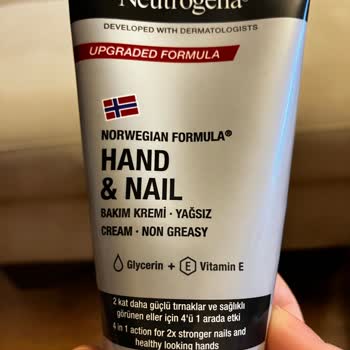 Neutrogena®
DEVELOPED WITH DERMATOLOGISTS
UPGRADED FORMULA
NORWEGIAN FORMULA®
HAND
& NAIL
BAKIM KREMİ · YAĞSIZ
CREAM · NON GREASY
Glycerin + E Vitamin E
2 kat daha güçlü tırnaklar ve sağlıklı
görünen eller için 4'ü 1 arada etki
4 in 1 action for 2x stronger nails and
healthy looking hands